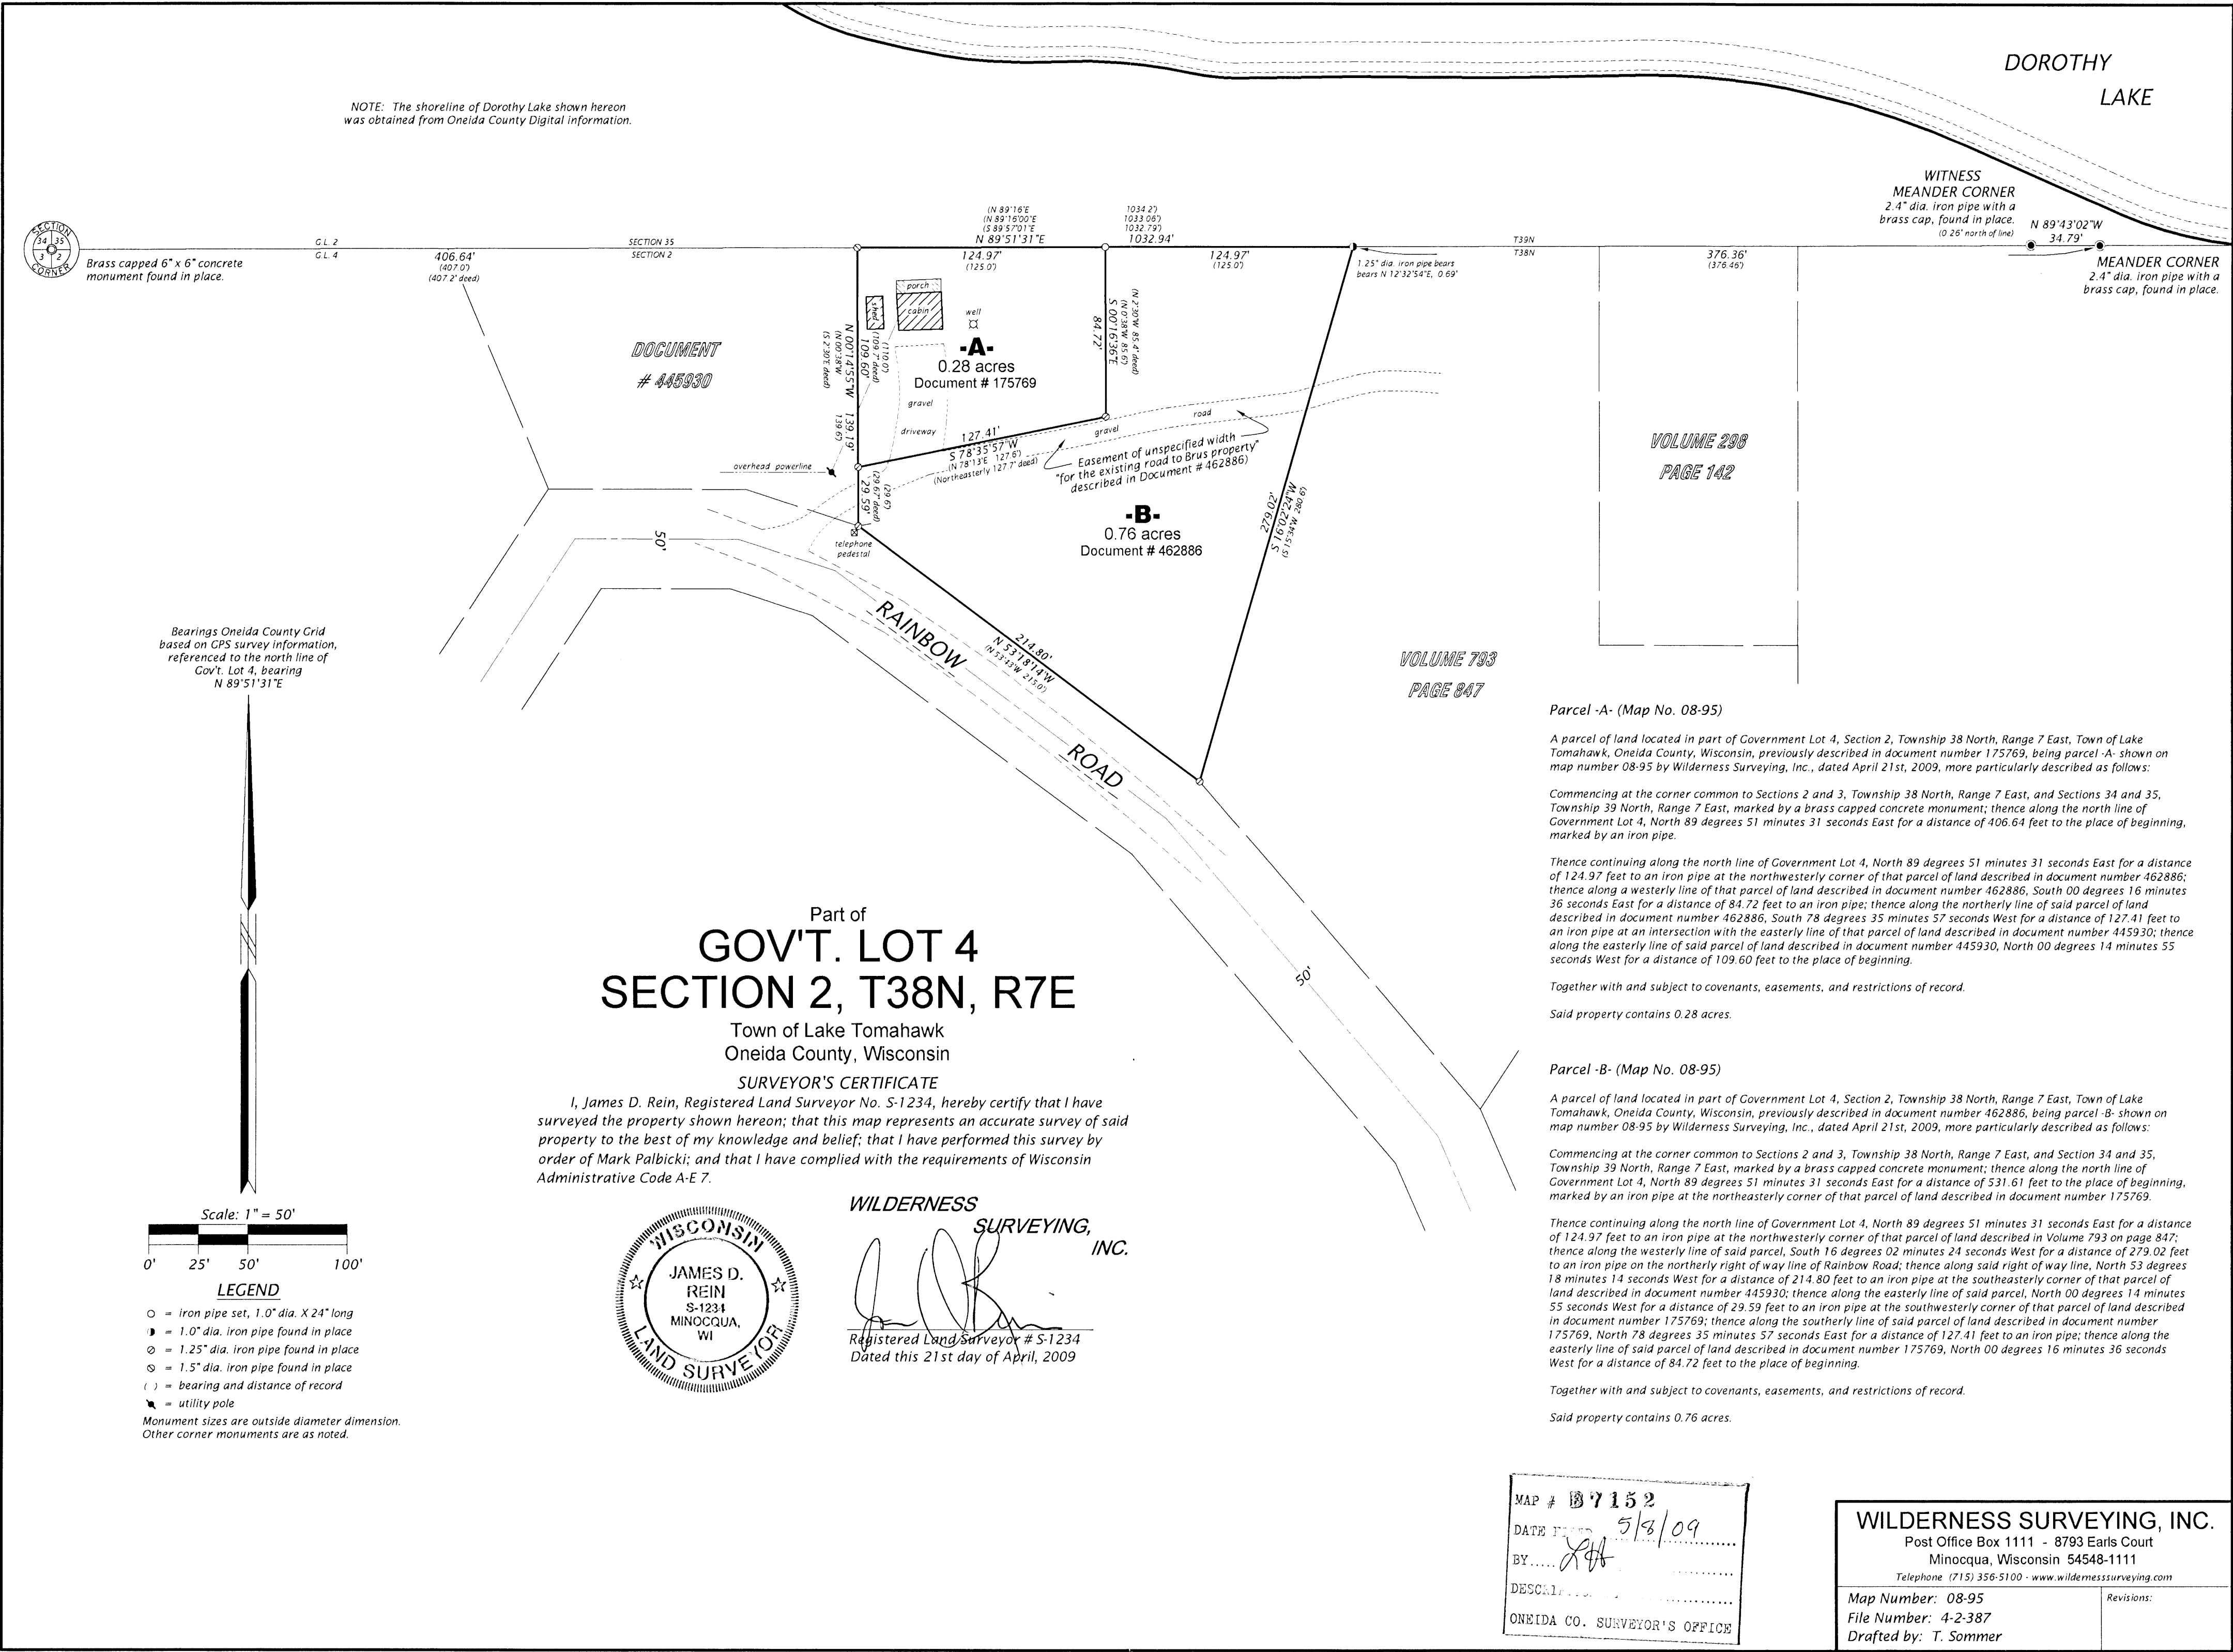 DOROTHY
LAKE
NOTE: The shoreline of Dorothy Lake shown hereon
was obtained from Oneida County Digital information.
WITNESS
MEANDER CORNER
2.4" dia. iron pipe with a
brass cap, found in place.
(0.26' north of line)
N 89°43'02"W
34.79'
MEANDER CORNER
2.4" dia. iron pipe with a
brass cap, found in place.
SECTION
34 35
3 2
CORNER
Brass capped 6" x 6" concrete
monument found in place.
G.L. 2
G.L. 4
406.64'
(407.0')
(407.2' deed)
SECTION 35
SECTION 2
(N 89°16'E 1034.2')
(N 89°16'00"E 1033.06')
(S 89°57'01"E 1032.79')
N 89°51'31"E 1032.94'
124.97'
(125.0')
124.97'
(125.0')
1.25" dia. iron pipe bears
bears N 12°32'54"E, 0.69'
T39N
T38N
376.36'
(376.46')
DOCUMENT
# 445930
porch
cabin
shed
well
-A-
0.28 acres
Document # 175769
gravel
driveway
(110.0')
(109.7' deed)
109.60'
N 00°14'55"W 139.19'
(N 00°38'W 139.6')
(S 2°30'E deed)
(N 2°30'W 85.4' deed)
(N 0°38'W 85.6')
S 00°16'36"E
84.72'
127.41'
S 78°35'57"W
(N 78°13'E 127.6')
(Northeasterly 127.7' deed)
gravel
road
Easement of unspecified width
"for the existing road to Brus property"
described in Document # 462886)
overhead powerline
(29.6')
(29.67' deed)
29.59'
telephone
pedestal
-B-
0.76 acres
Document # 462886
279.02'
S 16°02'24"W
(S 15°34'W 280.6')
VOLUME 298
PAGE 142
50'
RAINBOW
ROAD
214.80'
N 53°18'14"W
(N 53°43'W 215.0')
VOLUME 793
PAGE 847
50'
Bearings Oneida County Grid
based on GPS survey information,
referenced to the north line of
Gov't. Lot 4, bearing
N 89°51'31"E
Scale: 1" = 50'
0' 25' 50' 100'
LEGEND
= iron pipe set, 1.0" dia. X 24" long
= 1.0" dia. iron pipe found in place
= 1.25" dia. iron pipe found in place
= 1.5" dia. iron pipe found in place
( ) = bearing and distance of record
= utility pole
Monument sizes are outside diameter dimension.
Other corner monuments are as noted.
Part of
GOV'T. LOT 4
SECTION 2, T38N, R7E
Town of Lake Tomahawk
Oneida County, Wisconsin
SURVEYOR'S CERTIFICATE
I, James D. Rein, Registered Land Surveyor No. S-1234, hereby certify that I have
surveyed the property shown hereon; that this map represents an accurate survey of said
property to the best of my knowledge and belief; that I have performed this survey by
order of Mark Palbicki; and that I have complied with the requirements of Wisconsin
Administrative Code A-E 7.
WISCONSIN
JAMES D.
REIN
S-1234
MINOCQUA,
WI
LAND SURVEYOR
WILDERNESS
SURVEYING,
INC.
Registered Land Surveyor # S-1234
Dated this 21st day of April, 2009
Parcel -A- (Map No. 08-95)
A parcel of land located in part of Government Lot 4, Section 2, Township 38 North, Range 7 East, Town of Lake
Tomahawk, Oneida County, Wisconsin, previously described in document number 175769, being parcel -A- shown on
map number 08-95 by Wilderness Surveying, Inc., dated April 21st, 2009, more particularly described as follows:
Commencing at the corner common to Sections 2 and 3, Township 38 North, Range 7 East, and Sections 34 and 35,
Township 39 North, Range 7 East, marked by a brass capped concrete monument; thence along the north line of
Government Lot 4, North 89 degrees 51 minutes 31 seconds East for a distance of 406.64 feet to the place of beginning,
marked by an iron pipe.
Thence continuing along the north line of Government Lot 4, North 89 degrees 51 minutes 31 seconds East for a distance
of 124.97 feet to an iron pipe at the northwesterly corner of that parcel of land described in document number 462886;
thence along a westerly line of that parcel of land described in document number 462886, South 00 degrees 16 minutes
36 seconds East for a distance of 84.72 feet to an iron pipe; thence along the northerly line of said parcel of land
described in document number 462886, South 78 degrees 35 minutes 57 seconds West for a distance of 127.41 feet to
an iron pipe at an intersection with the easterly line of that parcel of land described in document number 445930; thence
along the easterly line of said parcel of land described in document number 445930, North 00 degrees 14 minutes 55
seconds West for a distance of 109.60 feet to the place of beginning.
Together with and subject to covenants, easements, and restrictions of record.
Said property contains 0.28 acres.
Parcel -B- (Map No. 08-95)
A parcel of land located in part of Government Lot 4, Section 2, Township 38 North, Range 7 East, Town of Lake
Tomahawk, Oneida County, Wisconsin, previously described in document number 462886, being parcel -B- shown on
map number 08-95 by Wilderness Surveying, Inc., dated April 21st, 2009, more particularly described as follows:
Commencing at the corner common to Sections 2 and 3, Township 38 North, Range 7 East, and Section 34 and 35,
Township 39 North, Range 7 East, marked by a brass capped concrete monument; thence along the north line of
Government Lot 4, North 89 degrees 51 minutes 31 seconds East for a distance of 531.61 feet to the place of beginning,
marked by an iron pipe at the northeasterly corner of that parcel of land described in document number 175769.
Thence continuing along the north line of Government Lot 4, North 89 degrees 51 minutes 31 seconds East for a distance
of 124.97 feet to an iron pipe at the northwesterly corner of that parcel of land described in Volume 793 on page 847;
thence along the westerly line of said parcel, South 16 degrees 02 minutes 24 seconds West for a distance of 279.02 feet
to an iron pipe on the northerly right of way line of Rainbow Road; thence along said right of way line, North 53 degrees
18 minutes 14 seconds West for a distance of 214.80 feet to an iron pipe at the southeasterly corner of that parcel of
land described in document number 445930; thence along the easterly line of said parcel, North 00 degrees 14 minutes
55 seconds West for a distance of 29.59 feet to an iron pipe at the southwesterly corner of that parcel of land described
in document number 175769; thence along the southerly line of said parcel of land described in document number
175769, North 78 degrees 35 minutes 57 seconds East for a distance of 127.41 feet to an iron pipe; thence along the
easterly line of said parcel of land described in document number 175769, North 00 degrees 16 minutes 36 seconds
West for a distance of 84.72 feet to the place of beginning.
Together with and subject to covenants, easements, and restrictions of record.
Said property contains 0.76 acres.
MAP # B7152
DATE 5/8/09
BY.....
ONEIDA CO. SURVEYOR'S OFFICE
WILDERNESS SURVEYING, INC.
Post Office Box 1111 - 8793 Earls Court
Minocqua, Wisconsin 54548-1111
Telephone (715) 356-5100 - www.wildernesssurveying.com
Map Number: 08-95
File Number: 4-2-387
Drafted by: T. Sommer
Revisions: